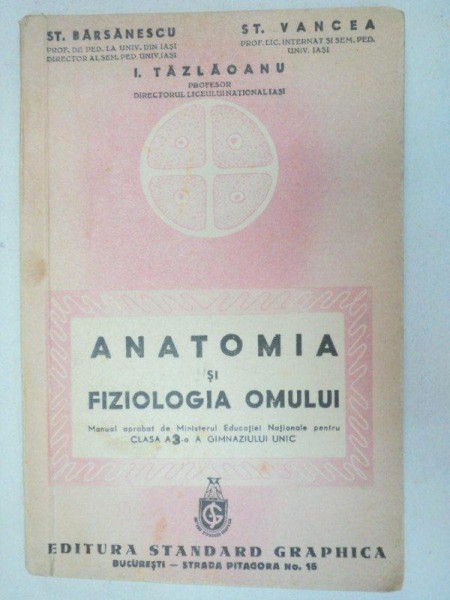 ST. BÂRSĂNESCU
PROF. DE PED. LA UNIV. DIN IAȘI
DIRECTOR AL SEM. PED. UNIV. IAȘI
ST. VANCEA
PROF. LIC. INTERNAT ȘI SEM. PED.
UNIV. IAȘI
I. TĂZLĂOANU
PROFESOR
DIRECTORUL LICEULUI NAȚIONAL IAȘI
ANATOMIA
ȘI
FIZIOLOGIA OMULUI
Manual aprobat de Ministerul Educației Naționale pentru
CLASA A 3-a A GIMNAZIULUI UNIC
EDITURA STANDARD GRAPHICA
BUCUREȘTI — STRADA PITAGORA No. 16